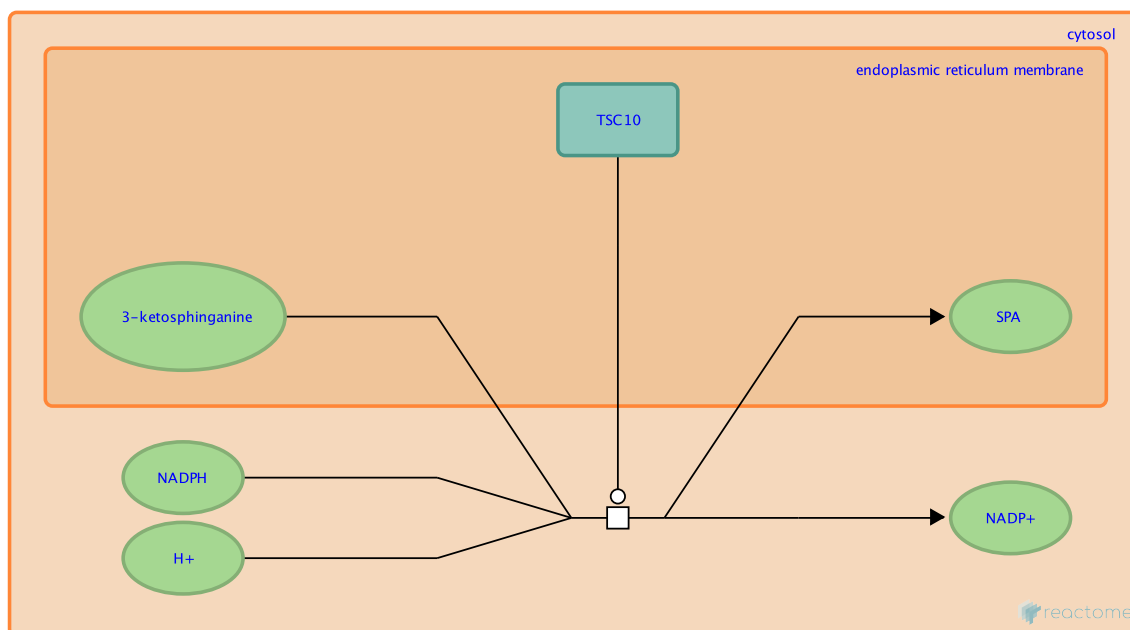 cytosol
endoplasmic reticulum membrane
TSC10
3-ketosphinganine
SPA
NADPH
NADP+
H+
reactome